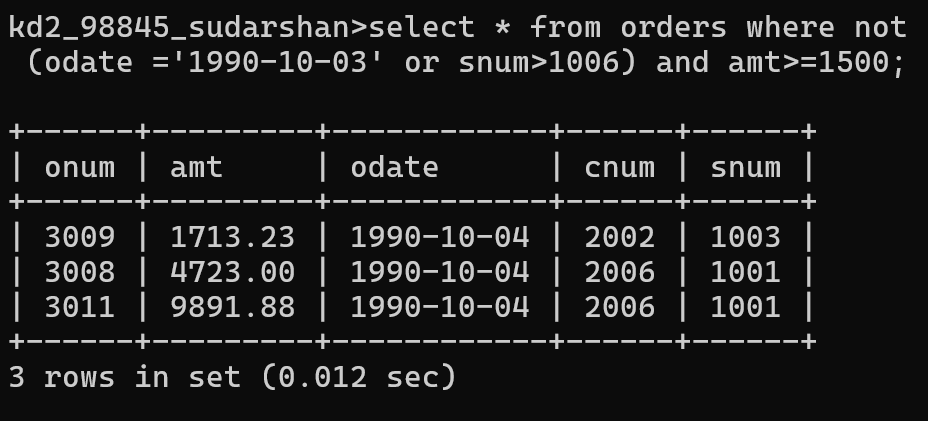 kd2_98845_sudarshan>select * from orders where not
 (odate ='1990-10-03' or snum>1006) and amt>=1500;
+------+---------+------------+------+------+
| onum | amt     | odate      | cnum | snum |
+------+---------+------------+------+------+
| 3009 | 1713.23 | 1990-10-04 | 2002 | 1003 |
| 3008 | 4723.00 | 1990-10-04 | 2006 | 1001 |
| 3011 | 9891.88 | 1990-10-04 | 2006 | 1001 |
+------+---------+------------+------+------+
3 rows in set (0.012 sec)